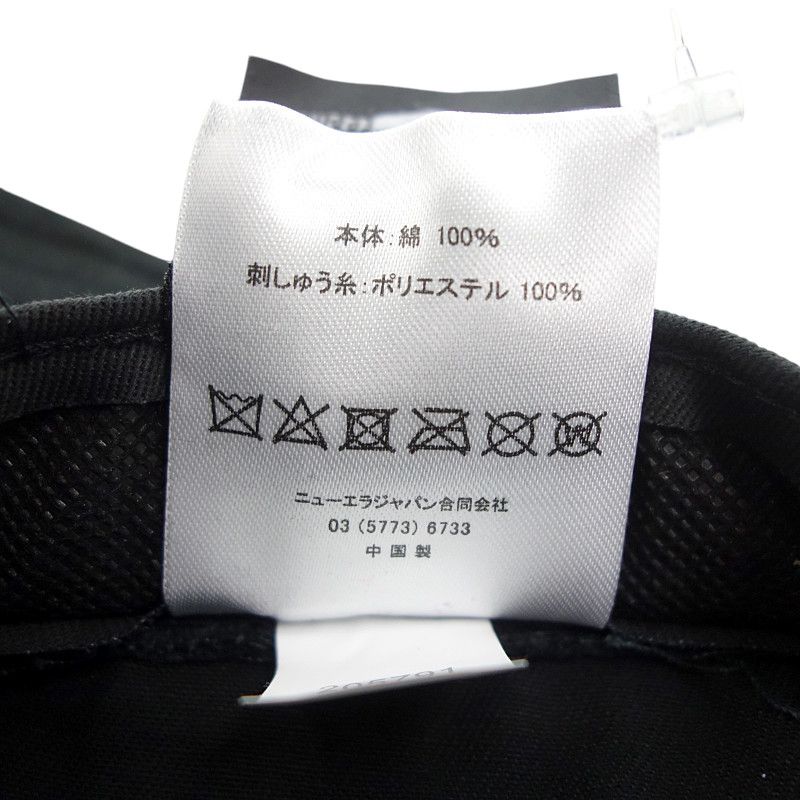 本体:綿 100%
刺しゅう糸:ポリエステル 100%
W
ニューエラジャパン合同会社
03 (5773) 6733
中国製